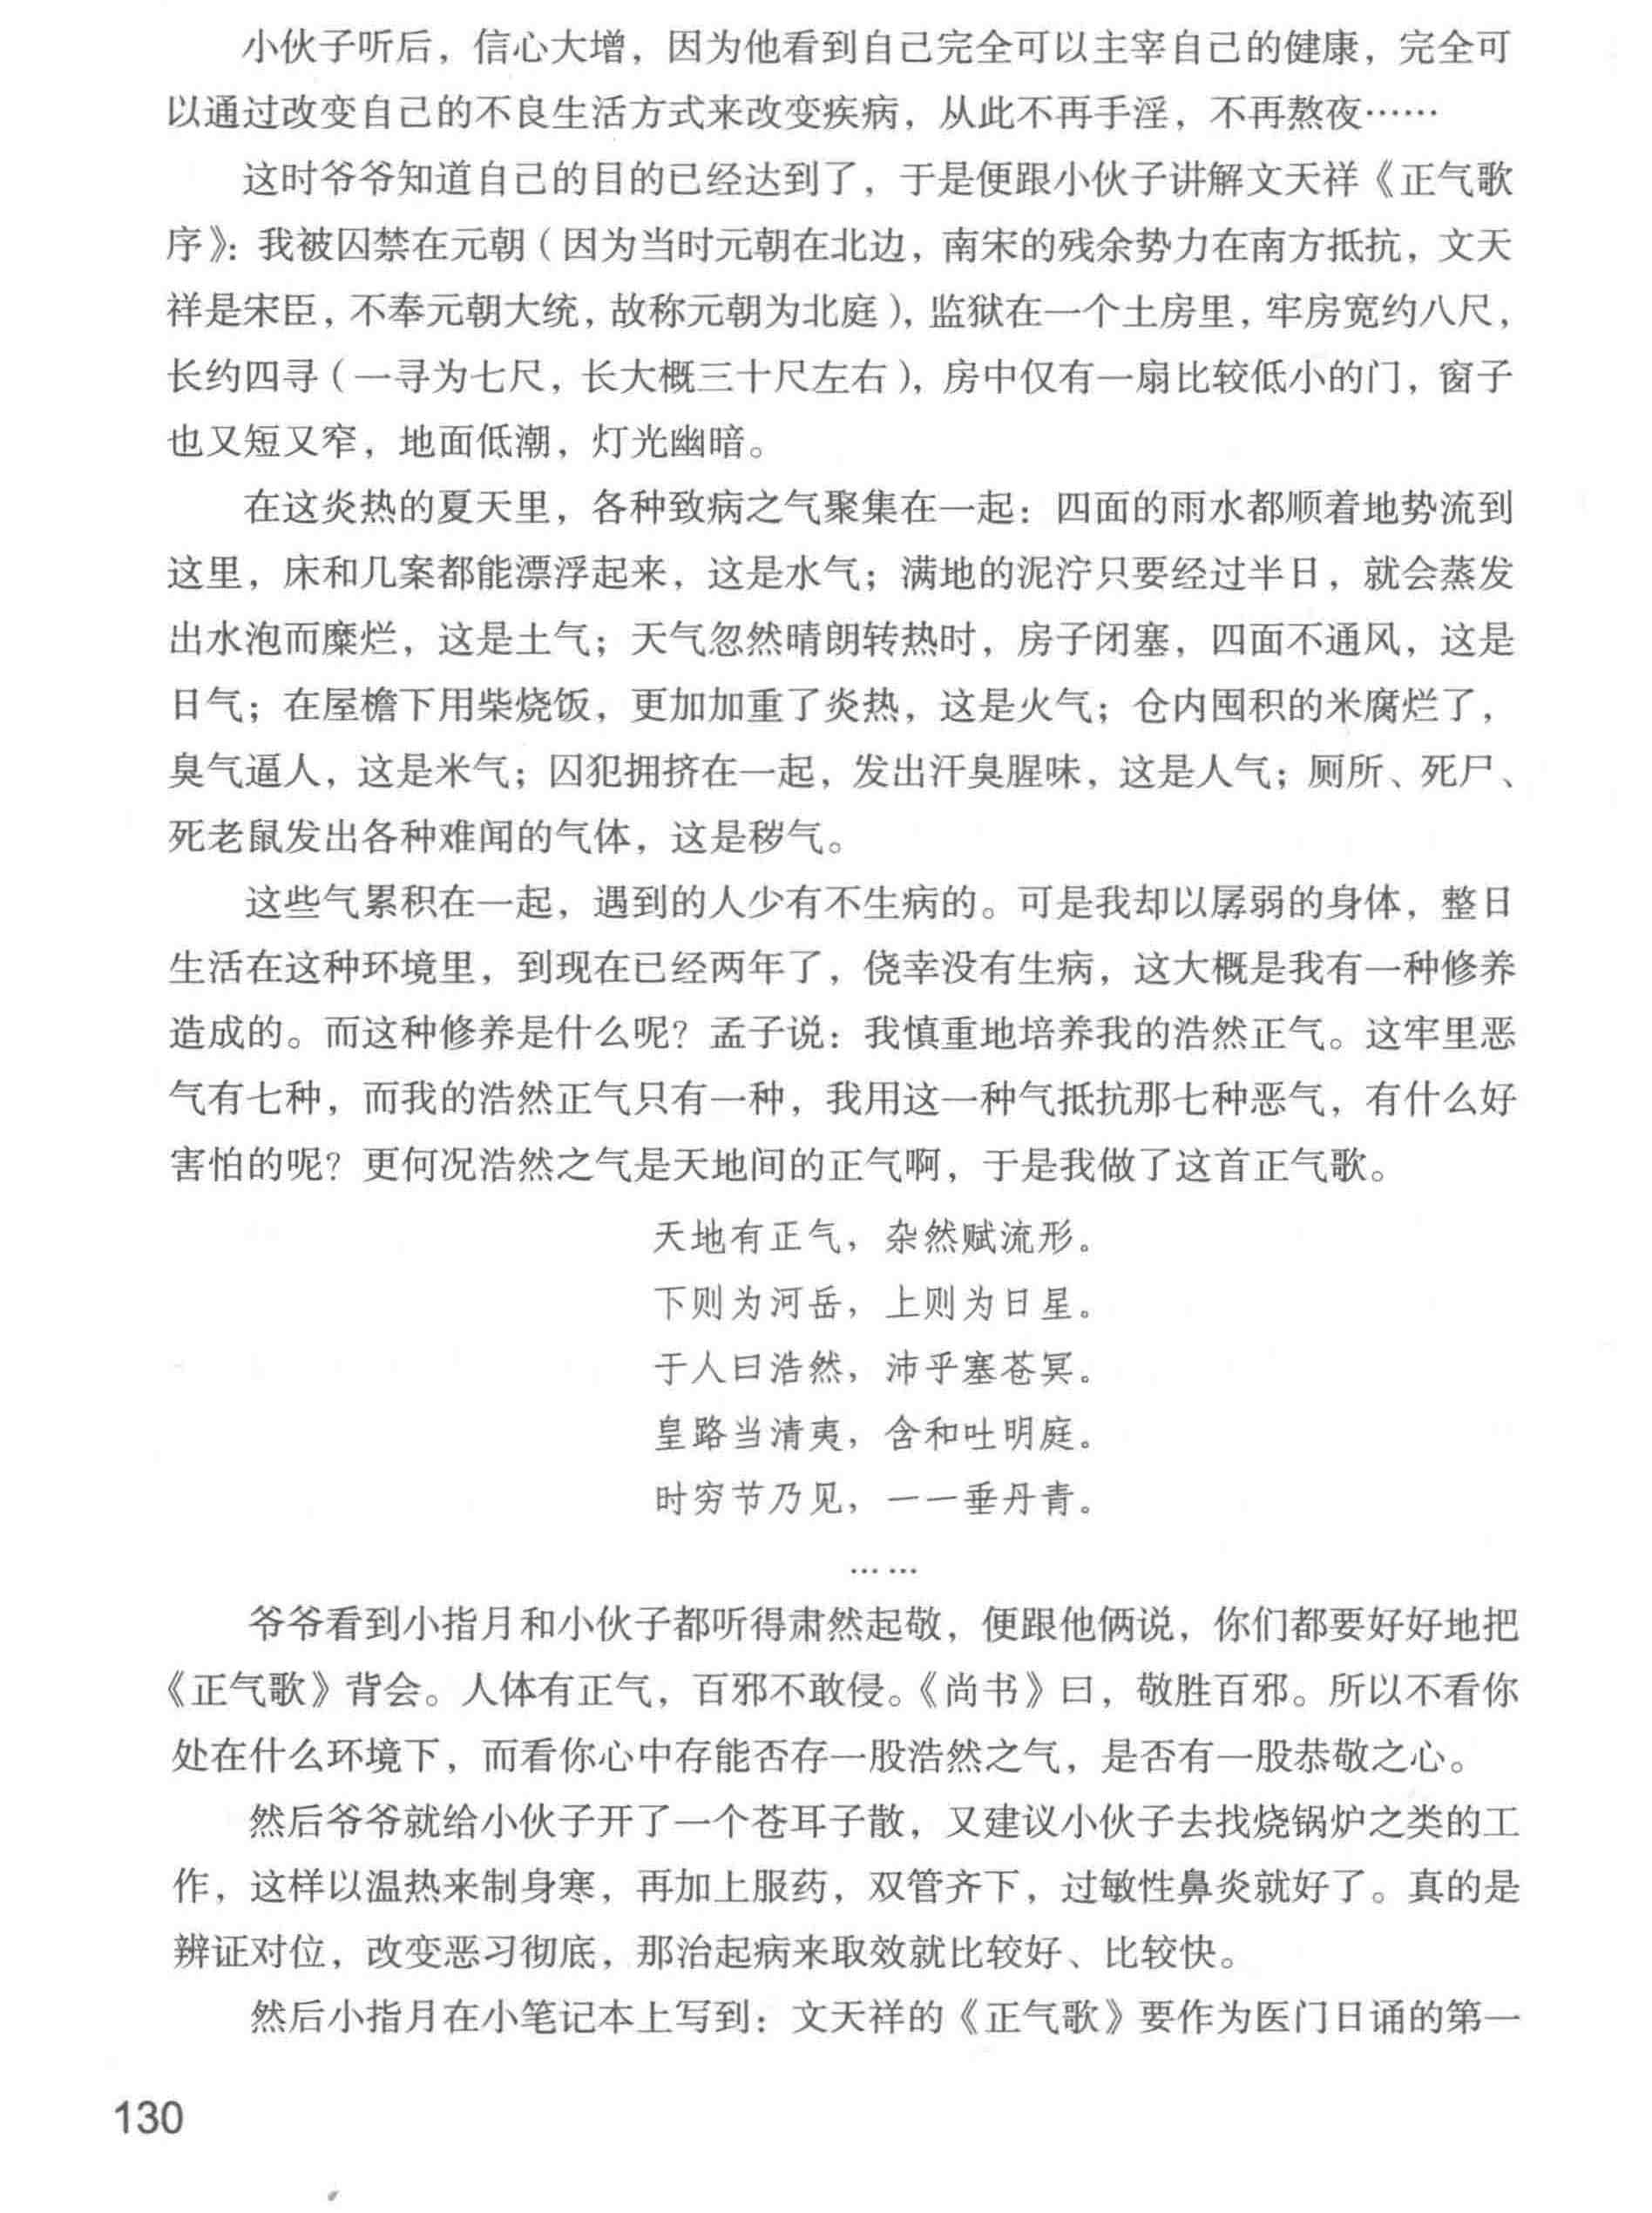 小伙子听后，信心大增，因为他看到自己完全可以主宰自己的健康，完全可
以通过改变自己的不良生活方式来改变疾病，从此不再手淫，不再熬夜……
这时爷爷知道自己的目的已经达到了，于是便跟小伙子讲解文天祥《正气歌
序》：我被囚禁在元朝（因为当时元朝在北边，南宋的残余势力在南方抵抗，文天
祥是宋臣，不奉元朝大统，故称元朝为北庭），监狱在一个土房里，牢房宽约八尺，
长约四寻（一寻为七尺，长大概三十尺左右），房中仅有一扇比较低小的门，窗子
也又短又窄，地面低潮，灯光幽暗。
在这炎热的夏天里，各种致病之气聚集在一起：四面的雨水都顺着地势流到
这里，床和几案都能漂浮起来，这是水气；满地的泥泞只要经过半日，就会蒸发
出水泡而糜烂，这是土气；天气忽然晴朗转热时，房子闭塞，四面不通风，这是
日气；在屋檐下用柴烧饭，更加加重了炎热，这是火气；仓内囤积的米腐烂了，
臭气逼人，这是米气；囚犯拥挤在一起，发出汗臭腥味，这是人气；厕所、死尸、
死老鼠发出各种难闻的气体，这是秽气。
这些气累积在一起，遇到的人少有不生病的。可是我却以孱弱的身体，整日
生活在这种环境里，到现在已经两年了，侥幸没有生病，这大概是我有一种修养
造成的。而这种修养是什么呢？孟子说：我慎重地培养我的浩然正气。这牢里恶
气有七种，而我的浩然正气只有一种，我用这一种气抵抗那七种恶气，有什么好
害怕的呢？更何况浩然之气是天地间的正气啊，于是我做了这首正气歌。
天地有正气，杂然赋流形。
下则为河岳，上则为日星。
于人曰浩然，沛乎塞苍冥。
皇路当清夷，含和吐明庭。
时穷节乃见，一一垂丹青。
……
爷爷看到小指月和小伙子都听得肃然起敬，便跟他俩说，你们都要好好地把
《正气歌》背会。人体有正气，百邪不敢侵。《尚书》曰，敬胜百邪。所以不看你
处在什么环境下，而看你心中存能否存一股浩然之气，是否有一股恭敬之心。
然后爷爷就给小伙子开了一个苍耳子散，又建议小伙子去找烧锅炉之类的工
作，这样以温热来制身寒，再加上服药，双管齐下，过敏性鼻炎就好了。真的是
辨证对位，改变恶习彻底，那治起病来取效就比较好、比较快。
然后小指月在小笔记本上写到：文天祥的《正气歌》要作为医门日诵的第一
130